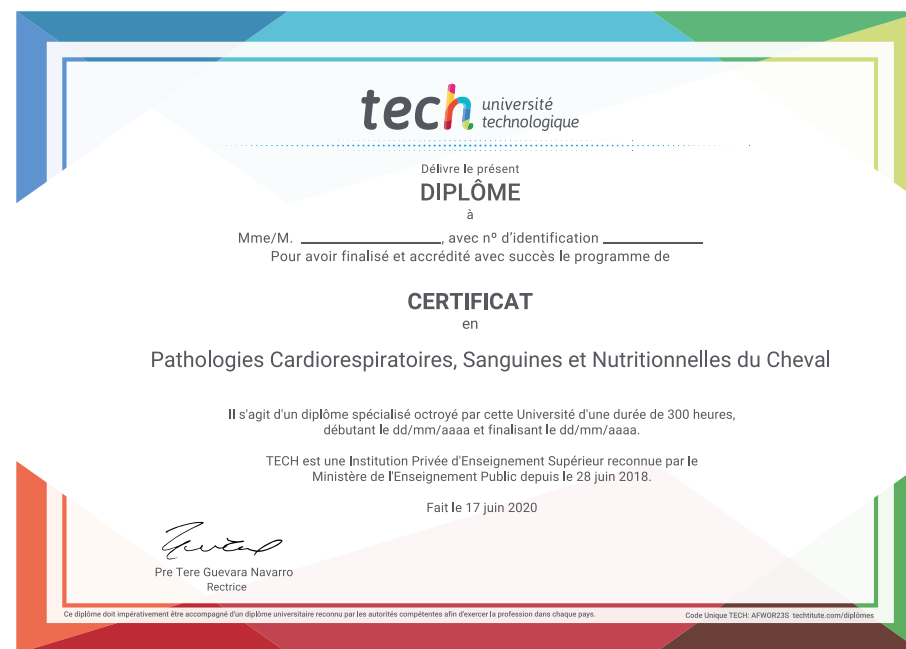 tech université
technologique
Délivre le présent
DIPLÔME
à
Mme/M. ____________________, avec nº d'identification ______________
Pour avoir finalisé et accrédité avec succès le programme de
CERTIFICAT
en
Pathologies Cardiorespiratoires, Sanguines et Nutritionnelles du Cheval
Il s'agit d'un diplôme spécialisé octroyé par cette Université d'une durée de 300 heures,
débutant le dd/mm/aaaa et finalisant le dd/mm/aaaa.
TECH est une Institution Privée d'Enseignement Supérieur reconnue par le
Ministère de l'Enseignement Public depuis le 28 juin 2018.
Fait le 17 juin 2020
Pre Tere Guevara Navarro
Rectrice
Ce diplôme doit impérativement être accompagné d'un diplôme universitaire reconnu par les autorités compétentes afin d'exercer la profession dans chaque pays.
Code Unique TECH: AFWOR23S techtitute.com/diplômes